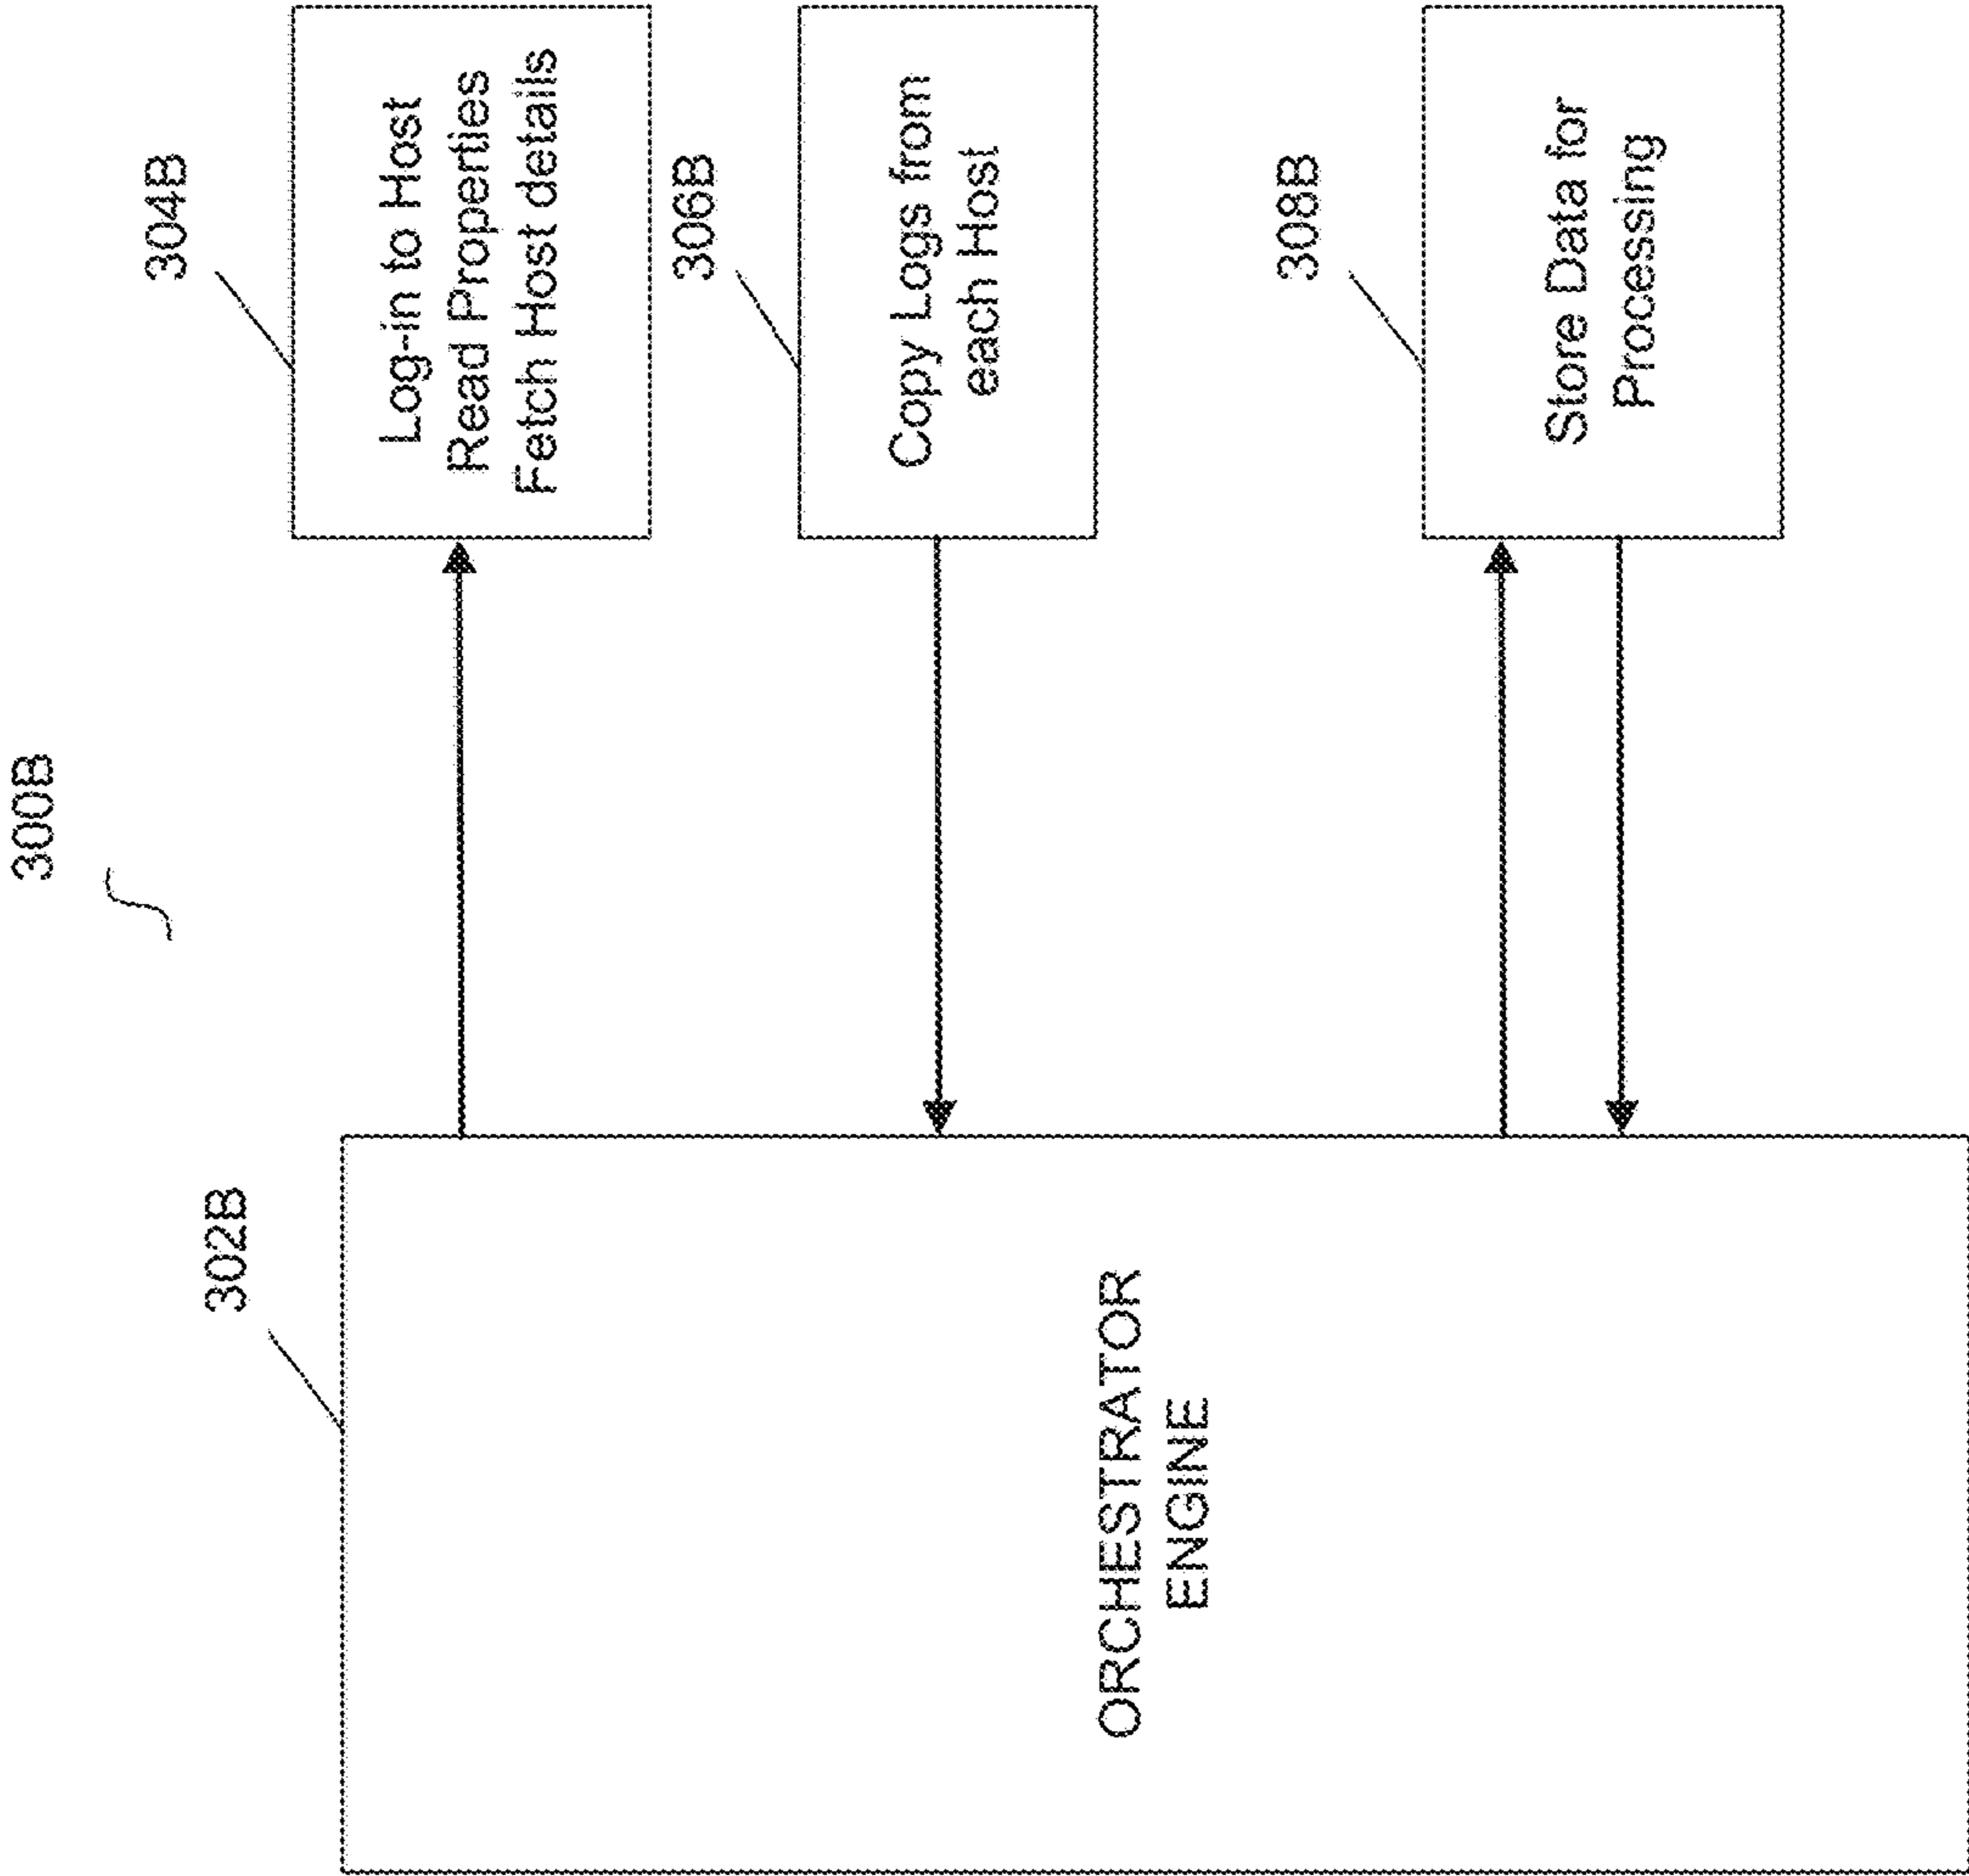 300B
302B
ORCHESTRATOR
ENGINE
304B
Log-in to Host
Read Properties
Fetch Host details
306B
Copy Logs from
each Host
308B
Store Data for
Processing